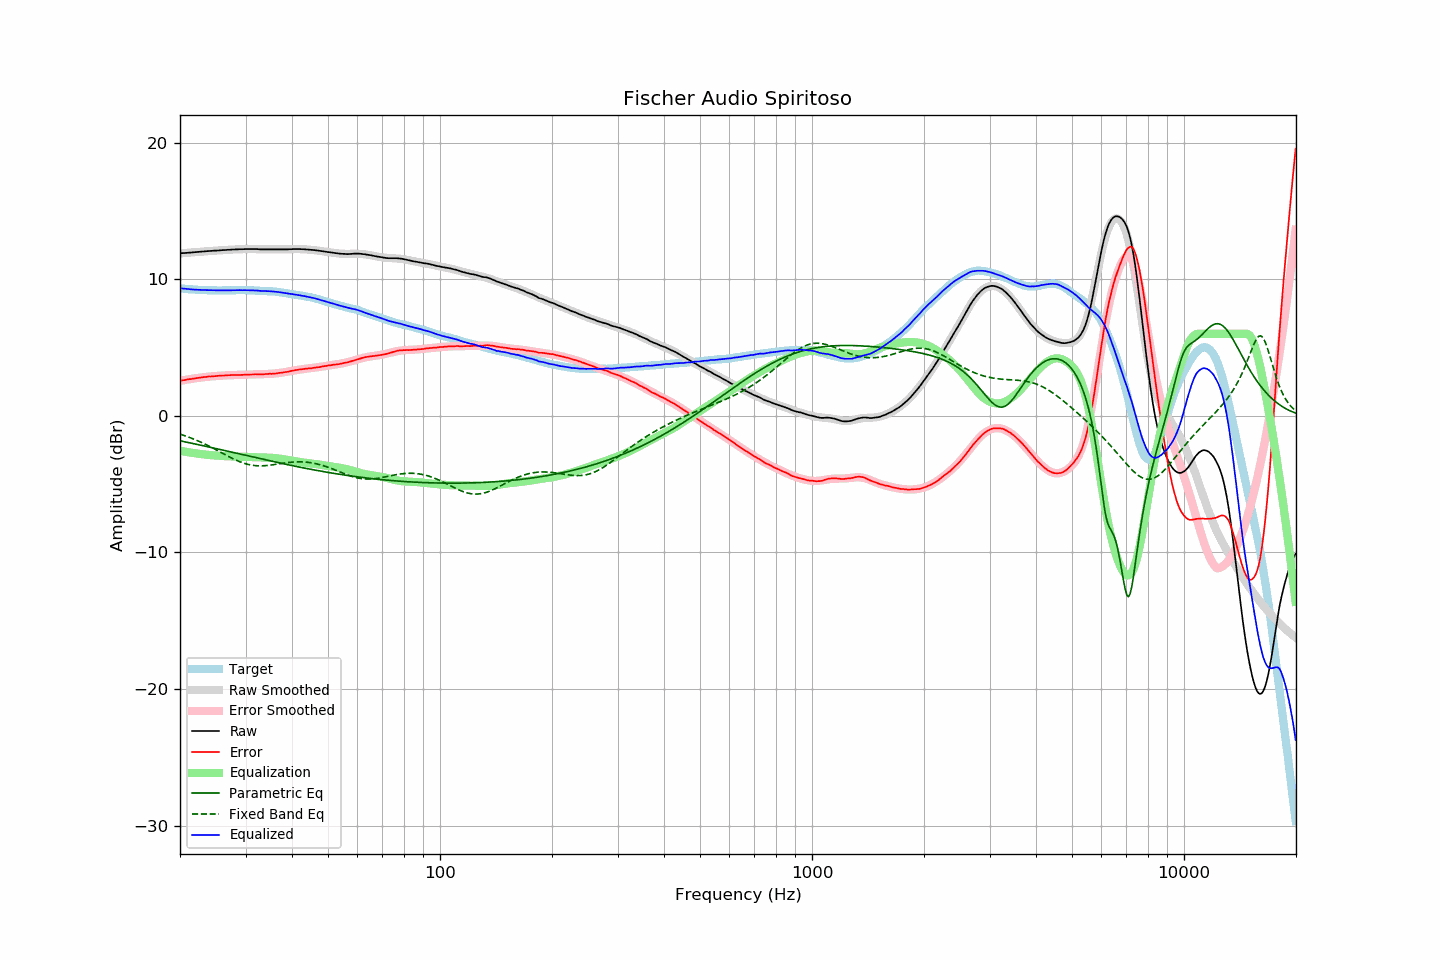 Fischer Audio Spiritoso
20
10
0
−10
−20
−30
Amplitude (dBr)
Target
Raw Smoothed
Error Smoothed
Raw
Error
Equalization
Parametric Eq
Fixed Band Eq
Equalized
100
1000
10000
Frequency (Hz)